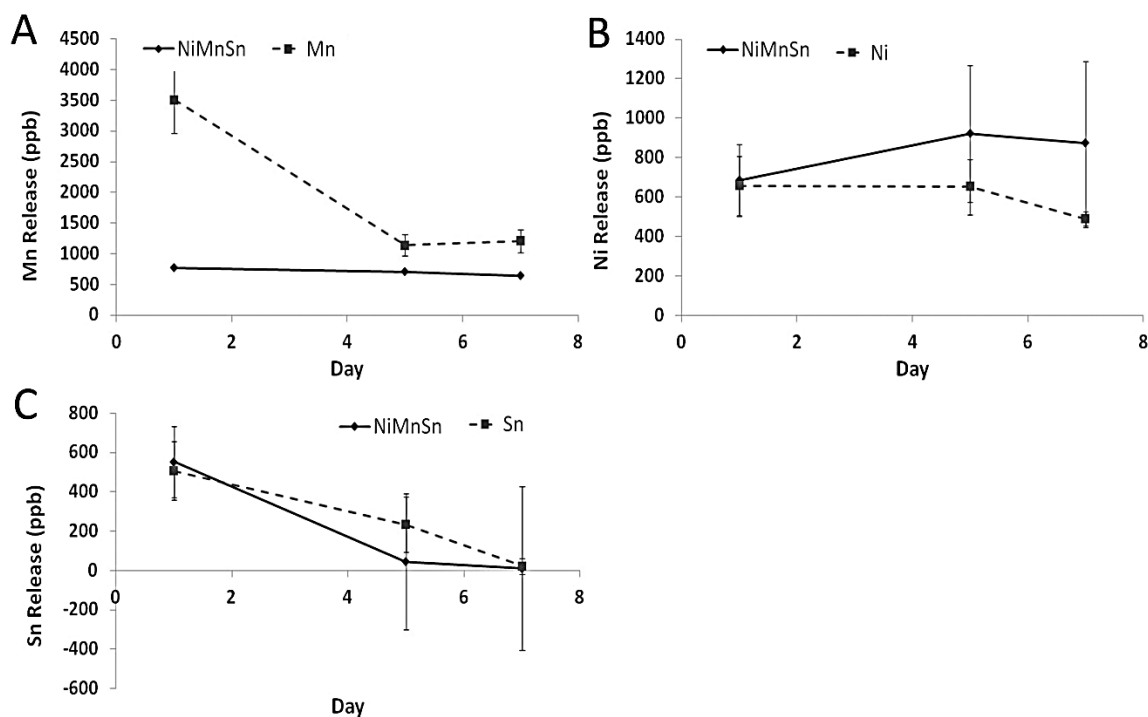 A
NiMnSn Mn
Mn Release (ppb)
4500
4000
3500
3000
2500
2000
1500
1000
500
0
0 2 4 6 8
Day
B
NiMnSn Ni
Ni Release (ppb)
1400
1200
1000
800
600
400
200
0
0 2 4 6 8
Day
C
NiMnSn Sn
Sn Release (ppb)
800
600
400
200
0
-200
-400
-600
0 2 4 6 8
Day